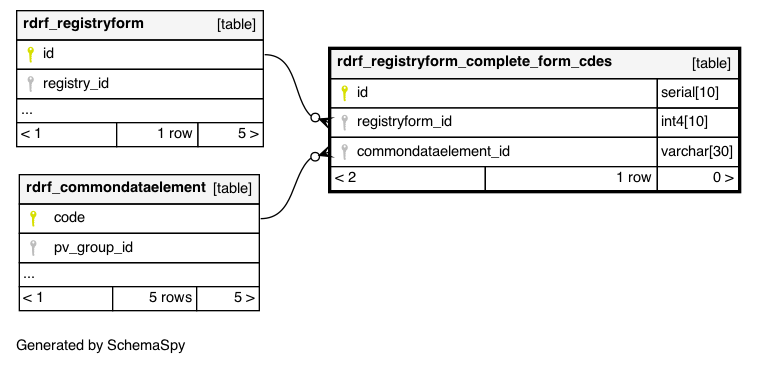 rdrf_registryform [table]
id
registry_id
...
< 1 1 row 5 >
rdrf_registryform_complete_form_cdes [table]
id serial[10]
registryform_id int4[10]
commondataelement_id varchar[30]
< 2 1 row 0 >
rdrf_commondataelement [table]
code
pv_group_id
...
< 1 5 rows 5 >
Generated by SchemaSpy